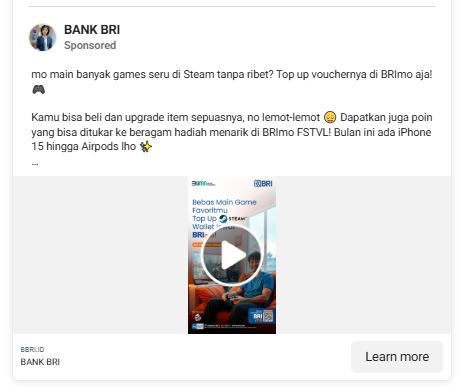 BANK BRI
Sponsored
mo main banyak games seru di Steam tanpa ribet? Top up vouchernya di BRImo aja!
🎮
Kamu bisa beli dan upgrade item sepuasnya, no lemot-lemot 😄 Dapatkan juga poin
yang bisa ditukar ke beragam hadiah menarik di BRImo FSTVL! Bulan ini ada iPhone
15 hingga Airpods lho ✨
...
BUMN
BRI
Bebas Main Game
Favoritmu
Top Up STEAM
Wallet
BRI
BBRI.ID
BANK BRI
Learn more